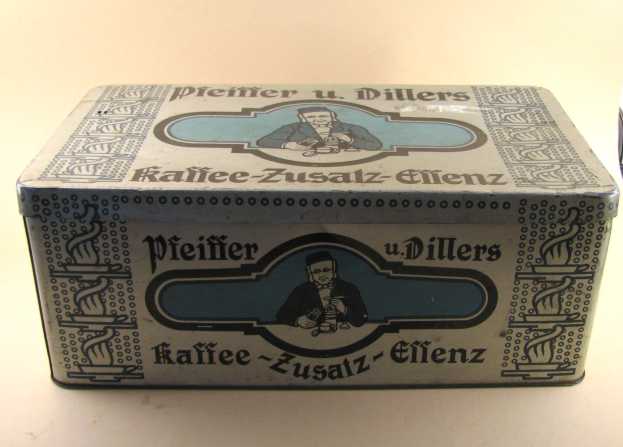 Pfeiffer u. Dillers
Kaffee-Zusatz-Essenz
Pfeiffer u. Dillers
Kaffee-Zusatz-Essenz